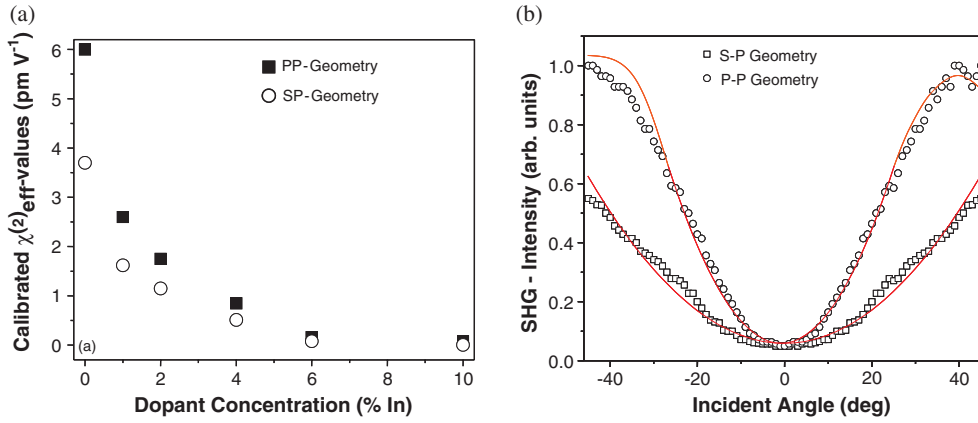 (a)
Calibrated χ(2)eff-values (pm V-1)
6
5
4
3
2
1
0
PP-Geometry
SP-Geometry
(a)
0 2 4 6 8 10
Dopant Concentration (% In)
(b)
SHG - Intensity (arb. units)
1.0
0.8
0.6
0.4
0.2
0.0
S-P Geometry
P-P Geometry
-40 -20 0 20 40
Incident Angle (deg)